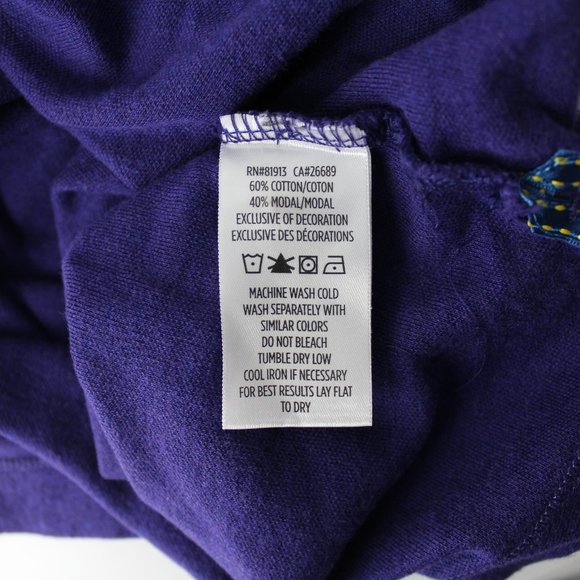 RN#81913 CA#26689
60% COTTON/COTON
40% MODAL/MODAL
EXCLUSIVE OF DECORATION
EXCLUSIVE DES DÉCORATIONS
MACHINE WASH COLD
WASH SEPARATELY WITH
SIMILAR COLORS
DO NOT BLEACH
TUMBLE DRY LOW
COOL IRON IF NECESSARY
FOR BEST RESULTS LAY FLAT
TO DRY